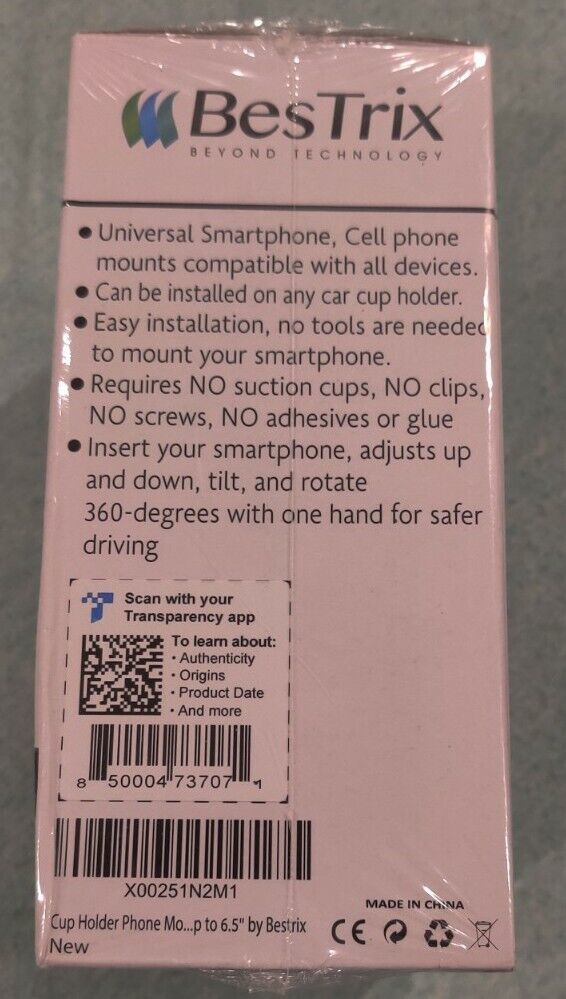 BesTrix
BEYOND TECHNOLOGY
• Universal Smartphone, Cell phone
mounts compatible with all devices.
• Can be installed on any car cup holder.
• Easy installation, no tools are needed
to mount your smartphone.
• Requires NO suction cups, NO clips,
NO screws, NO adhesives or glue
• Insert your smartphone, adjusts up
and down, tilt, and rotate
360-degrees with one hand for safer
driving
Scan with your
Transparency app
To learn about:
• Authenticity
• Origins
• Product Date
• And more
8 50004 73707 1
X00251N2M1
MADE IN CHINA
Cup Holder Phone Mo...p to 6.5" by Bestrix
New
CE